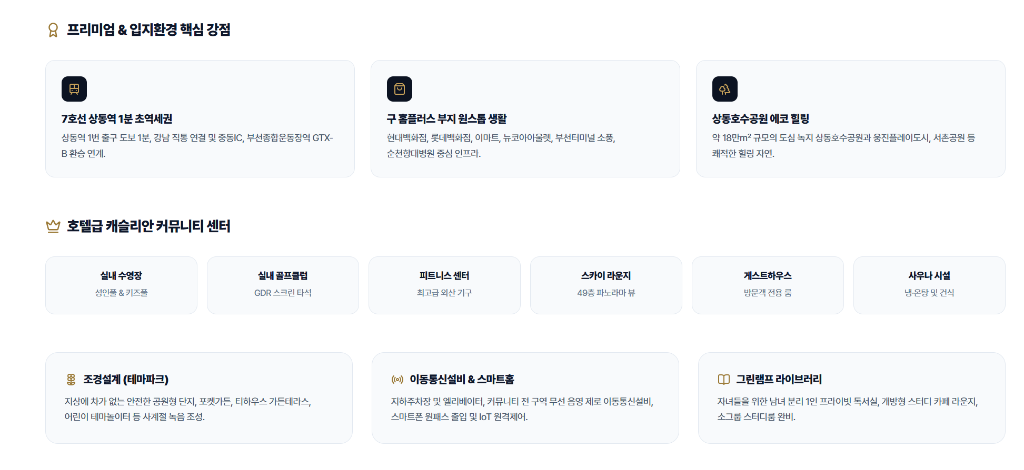 프리미엄 & 입지환경 핵심 강점
7호선 상동역 1분 초역세권
상동역 1번 출구 도보 1분, 강남 직통 연결 및 중동IC, 부천종합운동장역 GTX-
B 환승 연계.
구 홈플러스 부지 원스톱 생활
현대백화점, 롯데백화점, 이마트, 뉴코아아울렛, 부천터미널 소풍,
순천향대병원 중심 인프라.
상동호수공원 에코 힐링
약 18만m² 규모의 도심 녹지 상동호수공원과 웅진플레이도시, 서촌공원 등
쾌적한 힐링 자연.
호텔급 캐슬리안 커뮤니티 센터
실내 수영장
성인풀 & 키즈풀
실내 골프클럽
GDR 스크린 타석
피트니스 센터
최고급 외산 기구
스카이 라운지
49층 파노라마 뷰
게스트하우스
방문객 전용 룸
사우나 시설
냉·온탕 및 건식
조경설계 (테마파크)
지상에 차가 없는 안전한 공원형 단지, 포켓가든, 티하우스 가든테라스,
어린이 테마놀이터 등 사계절 녹음 조성.
이동통신설비 & 스마트홈
지하주차장 및 엘리베이터, 커뮤니티 전 구역 무선 음영 제로 이동통신설비,
스마트폰 원패스 출입 및 IoT 원격제어.
그린램프 라이브러리
자녀들을 위한 남녀 분리 1인 프라이빗 독서실, 개방형 스터디 카페 라운지,
소그룹 스터디룸 완비.